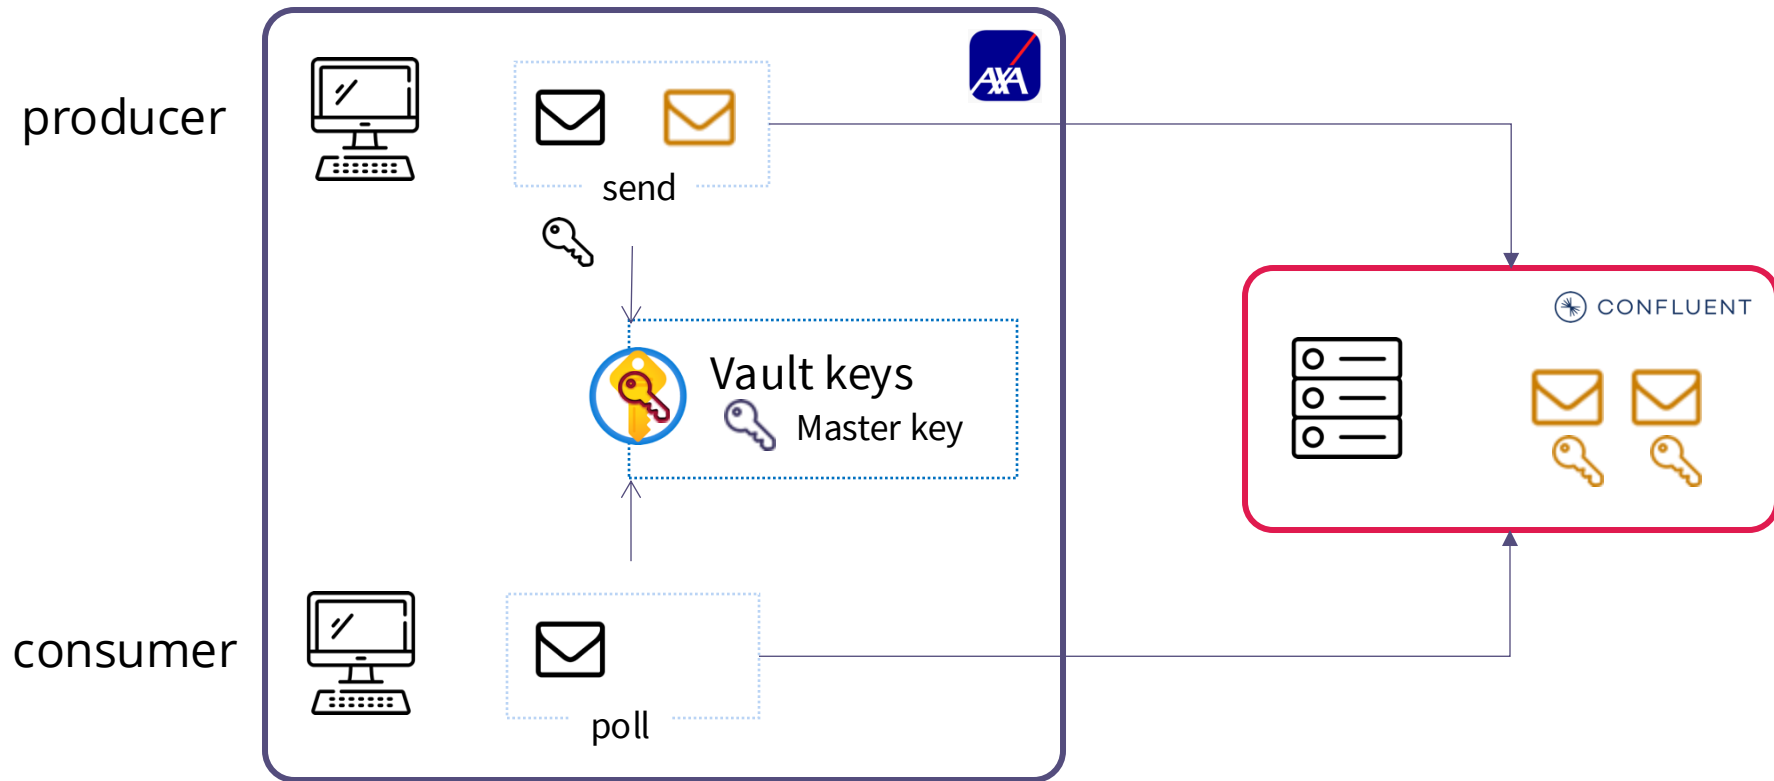 AXA
producer
send
CONFLUENT
Vault keys
Master key
consumer
poll